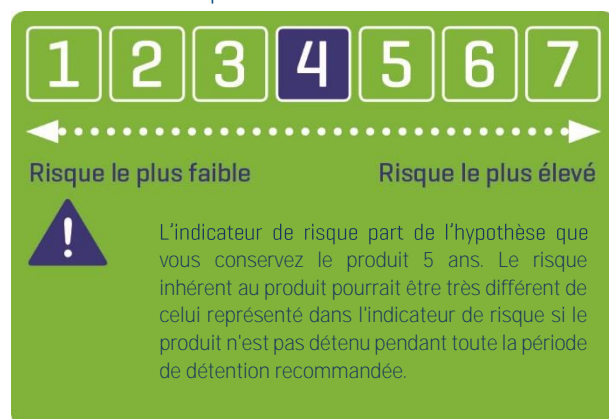 1 2 3 4 5 6 7
Risque le plus faible Risque le plus élevé
!
L'indicateur de risque part de l'hypothèse que
vous conservez le produit 5 ans. Le risque
inhérent au produit pourrait être très différent de
celui représenté dans l'indicateur de risque si le
produit n'est pas détenu pendant toute la période
de détention recommandée.